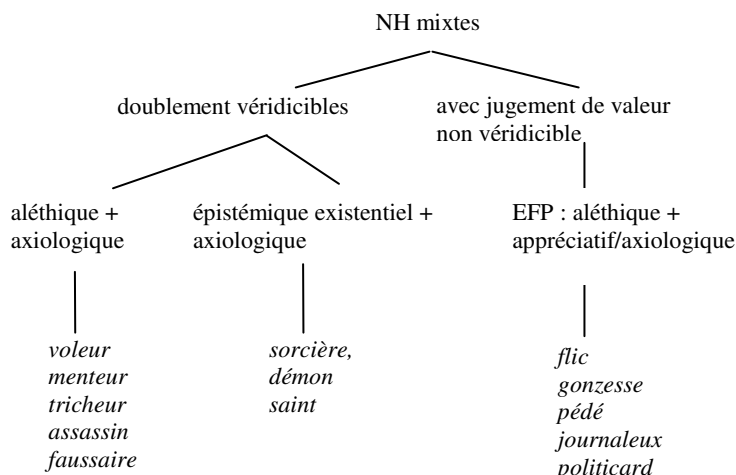 NH mixtes
doublement véridicibles
avec jugement de valeur
non véridicible
aléthique +
axiologique
épistémique existentiel +
axiologique
EFP : aléthique +
appréciatif/axiologique
voleur
menteur
tricheur
assassin
faussaire
sorcière,
démon
saint
flic
gonzesse
pédé
journaleux
politicard